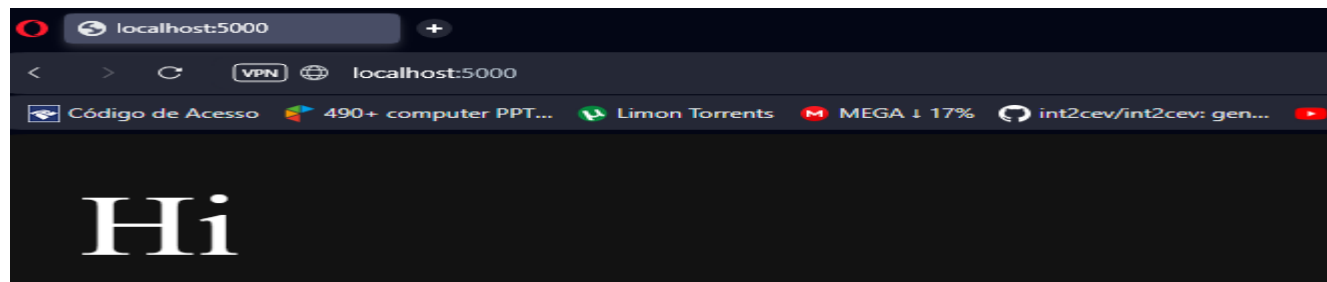 localhost:5000
VPN localhost:5000
Código de Acesso 490+ computer PPT... Limon Torrents MEGA ↓ 17% int2cev/int2cev: gen...
Hi